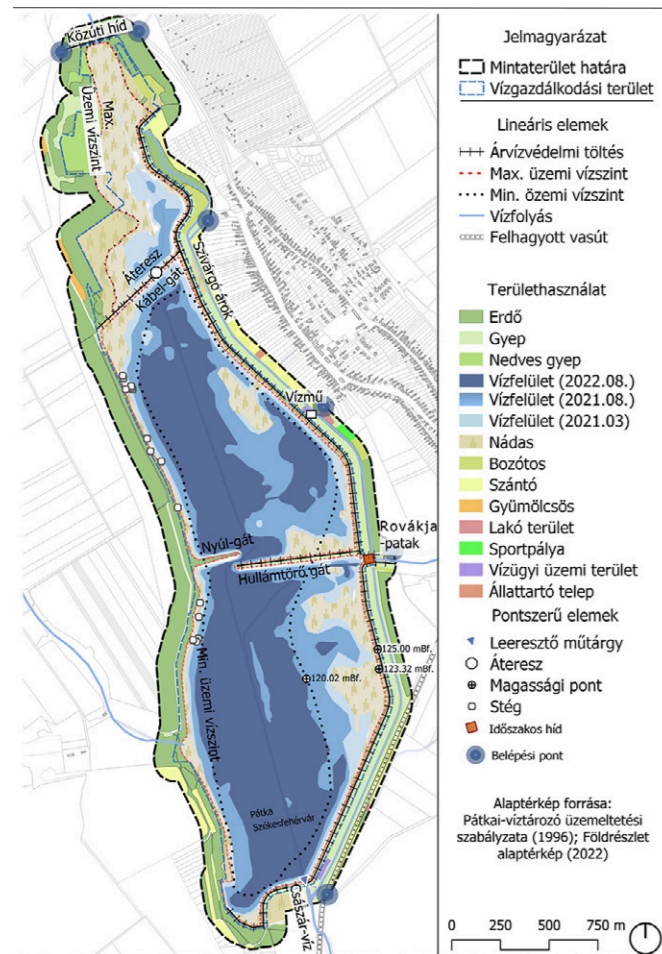 Közúti híd
Max.
Üzemi vízszint
Áteresz
Kábel-gát
Szivárgó árok
Vízmű
Rovákja
-patak
Nyúl-gát
Hullámtörő gát
125.00 mBf.
123.32 mBf.
120.02 mBf.
Min. üzemi vízszint
Pátka
Székesfehérvár
Császár-víz
Jelmagyarázat
Mintaterület határa
Vízgazdálkodási terület
Lineáris elemek
Árvízvédelmi töltés
Max. üzemi vízszint
Min. özemi vízszint
Vízfolyás
Felhagyott vasút
Területhasználat
Erdő
Gyep
Nedves gyep
Vízfelület (2022.08.)
Vízfelület (2021.08.)
Vízfelület (2021.03)
Nádas
Bozótos
Szántó
Gyümölcsös
Lakó terület
Sportpálya
Vízügyi üzemi terület
Állattartó telep
Pontszerű elemek
Leeresztő műtárgy
Áteresz
Magassági pont
Stég
Időszakos híd
Belépési pont
Alaptérkép forrása:
Pátkai-víztározó üzemeltetési
szabályzata (1996); Földrészlet
alaptérkép (2022)
0 250 500 750 m